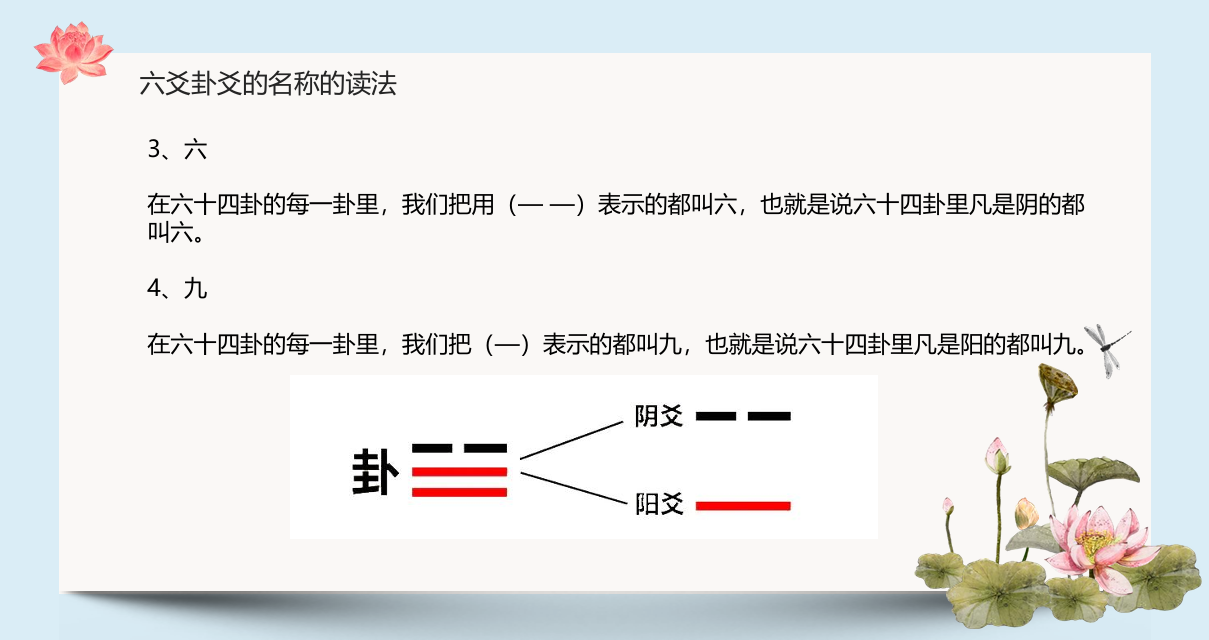 六爻卦爻的名称的读法
3、六
在六十四卦的每一卦里，我们把用（— —）表示的都叫六，也就是说六十四卦里凡是阴的都
叫六。
4、九
在六十四卦的每一卦里，我们把（—）表示的都叫九，也就是说六十四卦里凡是阳的都叫九。
阴爻
卦
阳爻